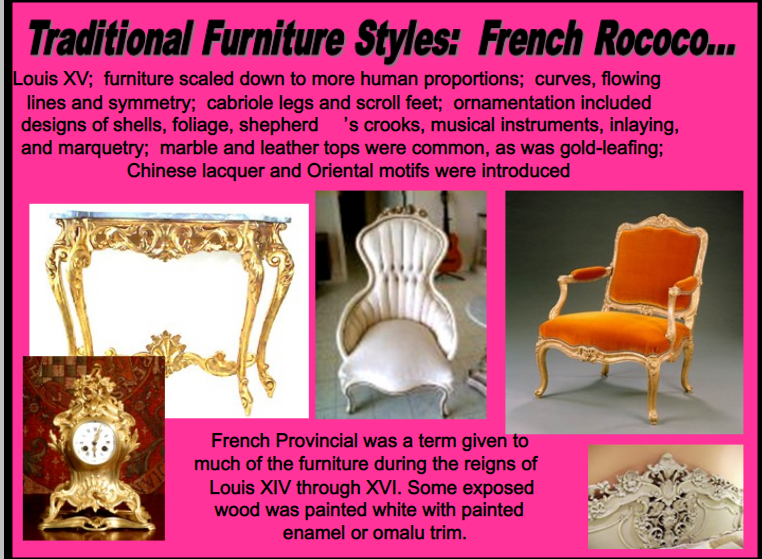 Traditional Furniture Styles: French Rococo...
Louis XV; furniture scaled down to more human proportions; curves, flowing
lines and symmetry; cabriole legs and scroll feet; ornamentation included
designs of shells, foliage, shepherd 's crooks, musical instruments, inlaying,
and marquetry; marble and leather tops were common, as was gold-leafing;
Chinese lacquer and Oriental motifs were introduced
French Provincial was a term given to
much of the furniture during the reigns of
Louis XIV through XVI. Some exposed
wood was painted white with painted
enamel or omalu trim.